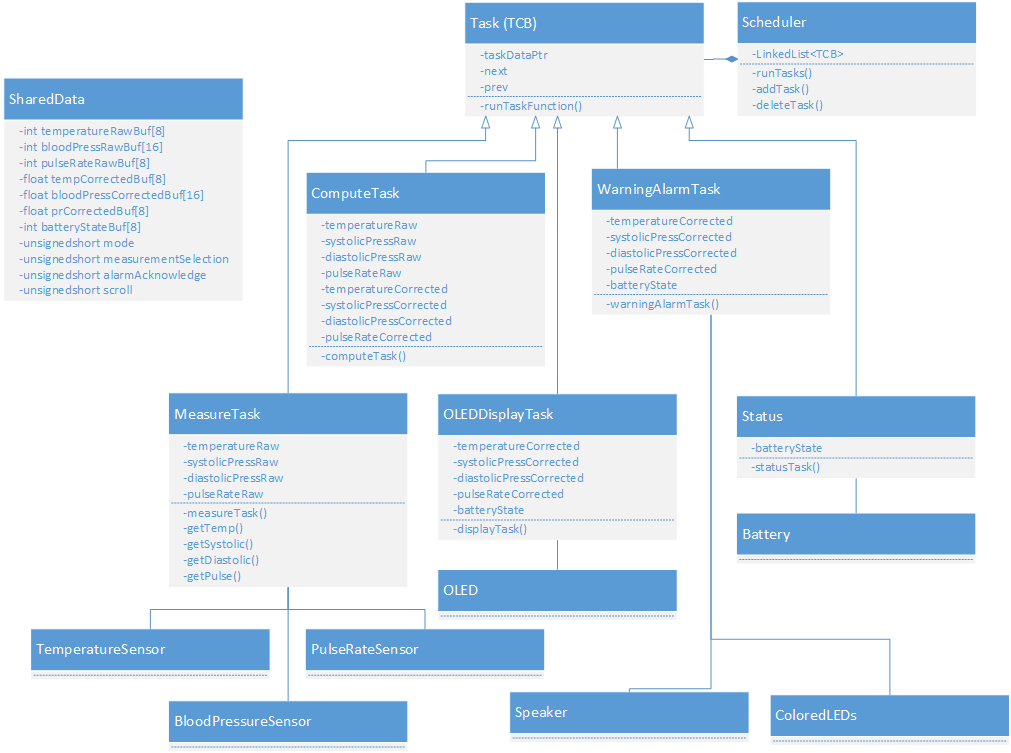 Task (TCB)
-taskDataPtr
-next
-prev
-runTaskFunction()
Scheduler
-LinkedList<TCB>
-runTasks()
-addTask()
-deleteTask()
SharedData
-int temperatureRawBuf[8]
-int bloodPressRawBuf[16]
-int pulseRateRawBuf[8]
-float tempCorrectedBuf[8]
-float bloodPressCorrectedBuf[16]
-float prCorrectedBuf[8]
-int batteryStateBuf[8]
-unsignedshort mode
-unsignedshort measurementSelection
-unsignedshort alarmAcknowledge
-unsignedshort scroll
ComputeTask
-temperatureRaw
-systolicPressRaw
-diastolicPressRaw
-pulseRateRaw
-temperatureCorrected
-systolicPressCorrected
-diastolicPressCorrected
-pulseRateCorrected
-computeTask()
WarningAlarmTask
-temperatureCorrected
-systolicPressCorrected
-diastolicPressCorrected
-pulseRateCorrected
-batteryState
-warningAlarmTask()
MeasureTask
-temperatureRaw
-systolicPressRaw
-diastolicPressRaw
-pulseRateRaw
-measureTask()
-getTemp()
-getSystolic()
-getDiastolic()
-getPulse()
OLEDDisplayTask
-temperatureCorrected
-systolicPressCorrected
-diastolicPressCorrected
-pulseRateCorrected
-batteryState
-displayTask()
Status
-batteryState
-statusTask()
Battery
OLED
TemperatureSensor
PulseRateSensor
BloodPressureSensor
Speaker
ColoredLEDs